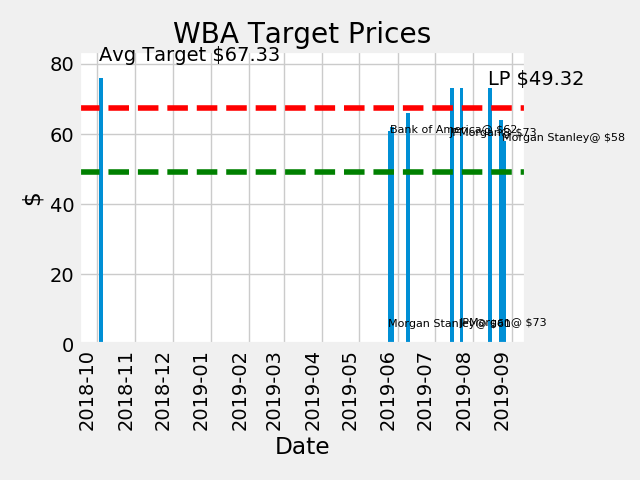 WBA Target Prices
Avg Target $67.33
LP $49.32
80
60
40
20
0
$
Bank of America@ $62
JPMorgan@ $73
Morgan Stanley@ $58
Morgan Stanley@ $61
JPMorgan@ $73
2018-10
2018-11
2018-12
2019-01
2019-02
2019-03
2019-04
2019-05
2019-06
2019-07
2019-08
2019-09
Date